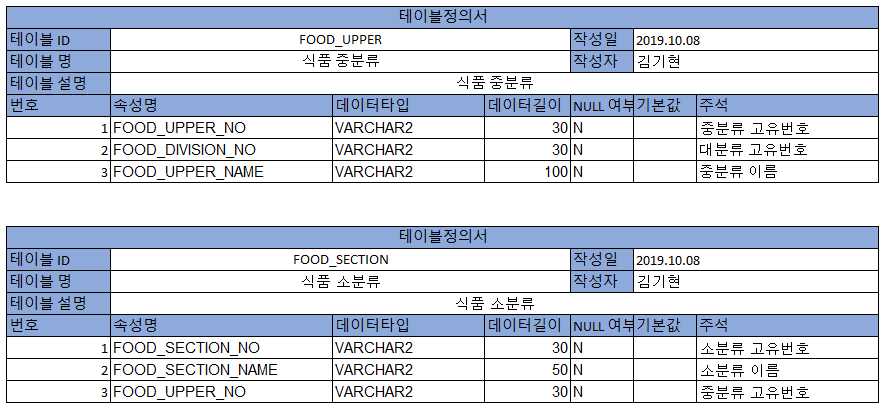 테이블정의서
테이블 ID FOOD_UPPER 작성일 2019.10.08
테이블 명 식품 중분류 작성자 김기현
테이블 설명 식품 중분류
번호 속성명 데이터타입 데이터길이 NULL 여부 기본값 주석
1 FOOD_UPPER_NO VARCHAR2 30 N 중분류 고유번호
2 FOOD_DIVISION_NO VARCHAR2 30 N 대분류 고유번호
3 FOOD_UPPER_NAME VARCHAR2 100 N 중분류 이름
테이블정의서
테이블 ID FOOD_SECTION 작성일 2019.10.08
테이블 명 식품 소분류 작성자 김기현
테이블 설명 식품 소분류
번호 속성명 데이터타입 데이터길이 NULL 여부 기본값 주석
1 FOOD_SECTION_NO VARCHAR2 30 N 소분류 고유번호
2 FOOD_SECTION_NAME VARCHAR2 50 N 소분류 이름
3 FOOD_UPPER_NO VARCHAR2 30 N 중분류 고유번호